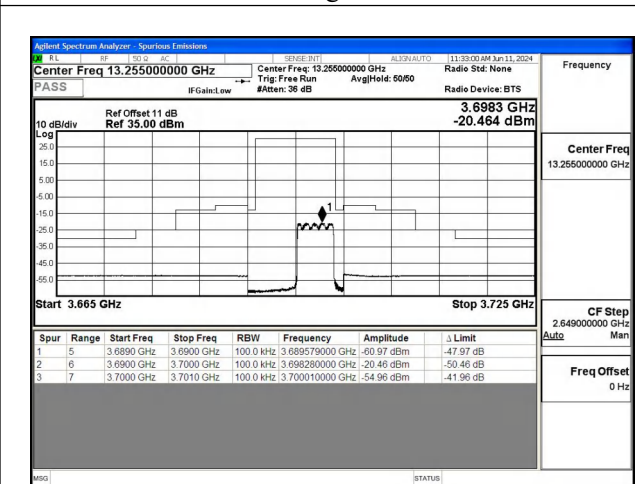 Agilent Spectrum Analyzer - Spurious Emissions
RL RF 50 Ω AC SENSE:INT ALIGN AUTO 11:33:00 AM Jun 11, 2024
Center Freq 13.255000000 GHz
Center Freq: 13.255000000 GHz
Radio Std: None
Trig: Free Run Avg|Hold: 50/50
PASS
IFGain:Low
#Atten: 36 dB
Radio Device: BTS
Frequency
Ref Offset 11 dB
3.6983 GHz
10 dB/div Ref 35.00 dBm
-20.464 dBm
Log
25.0
15.0
5.00
-5.00
-15.0
-25.0
-35.0
-45.0
-55.0
1
Start 3.665 GHz Stop 3.725 GHz
Spur Range Start Freq Stop Freq RBW Frequency Amplitude Δ Limit
1 5 3.6890 GHz 3.6900 GHz 100.0 kHz 3.689579000 GHz -60.97 dBm -47.97 dB
2 6 3.6900 GHz 3.7000 GHz 100.0 kHz 3.698280000 GHz -20.46 dBm -50.46 dB
3 7 3.7000 GHz 3.7010 GHz 100.0 kHz 3.700010000 GHz -54.96 dBm -41.96 dB
Center Freq
13.255000000 GHz
CF Step
2.649000000 GHz
Auto Man
Freq Offset
0 Hz
MSG STATUS